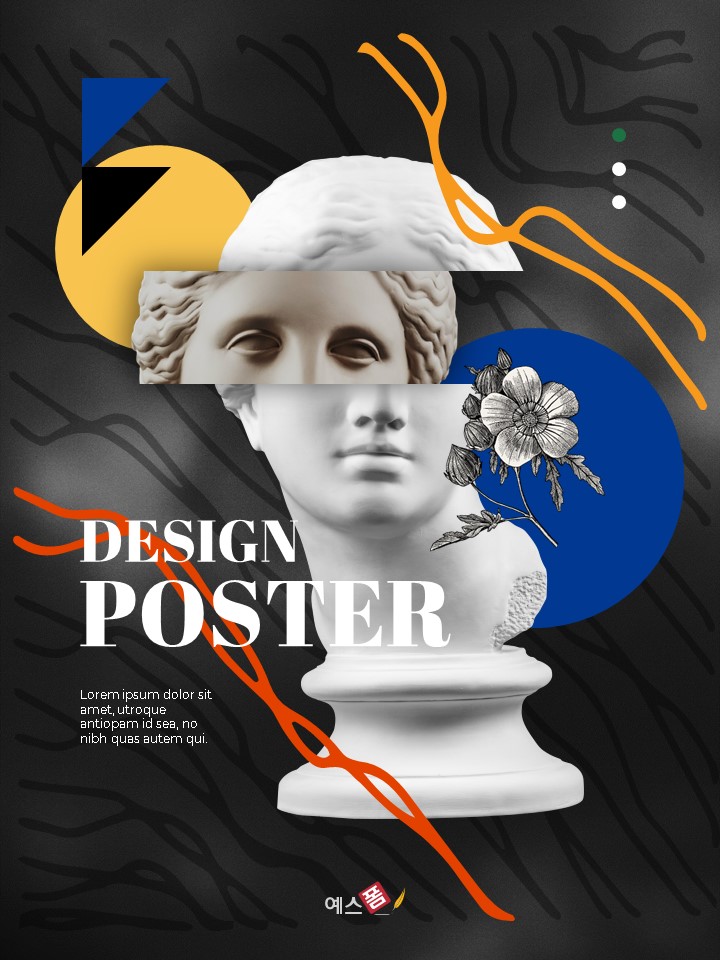 DESIGN
POSTER
Lorem ipsum dolor sit
amet, utroque
antiopam id sea, no
nibh quas autem qui.
예스폼